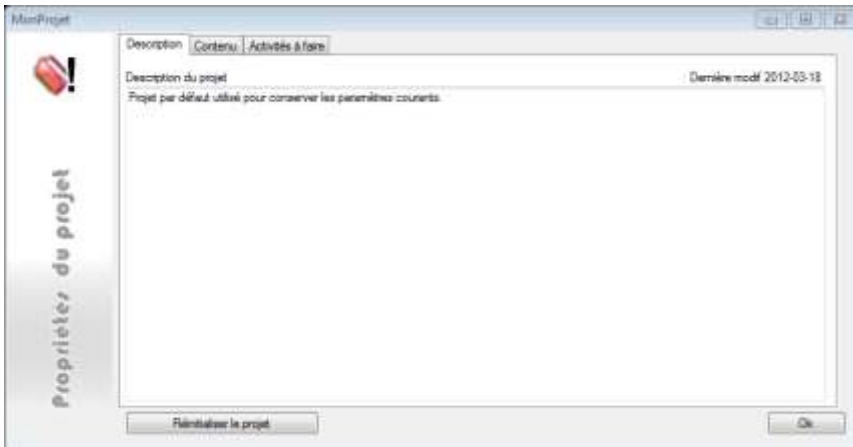 MonProjet
Description Contenu Activités à faire
Description du projet Dernière modif 2012-03-18
Projet par défaut utilisé pour conserver les paramètres courants.
Propriétés du projet
Réinitialiser le projet Ok